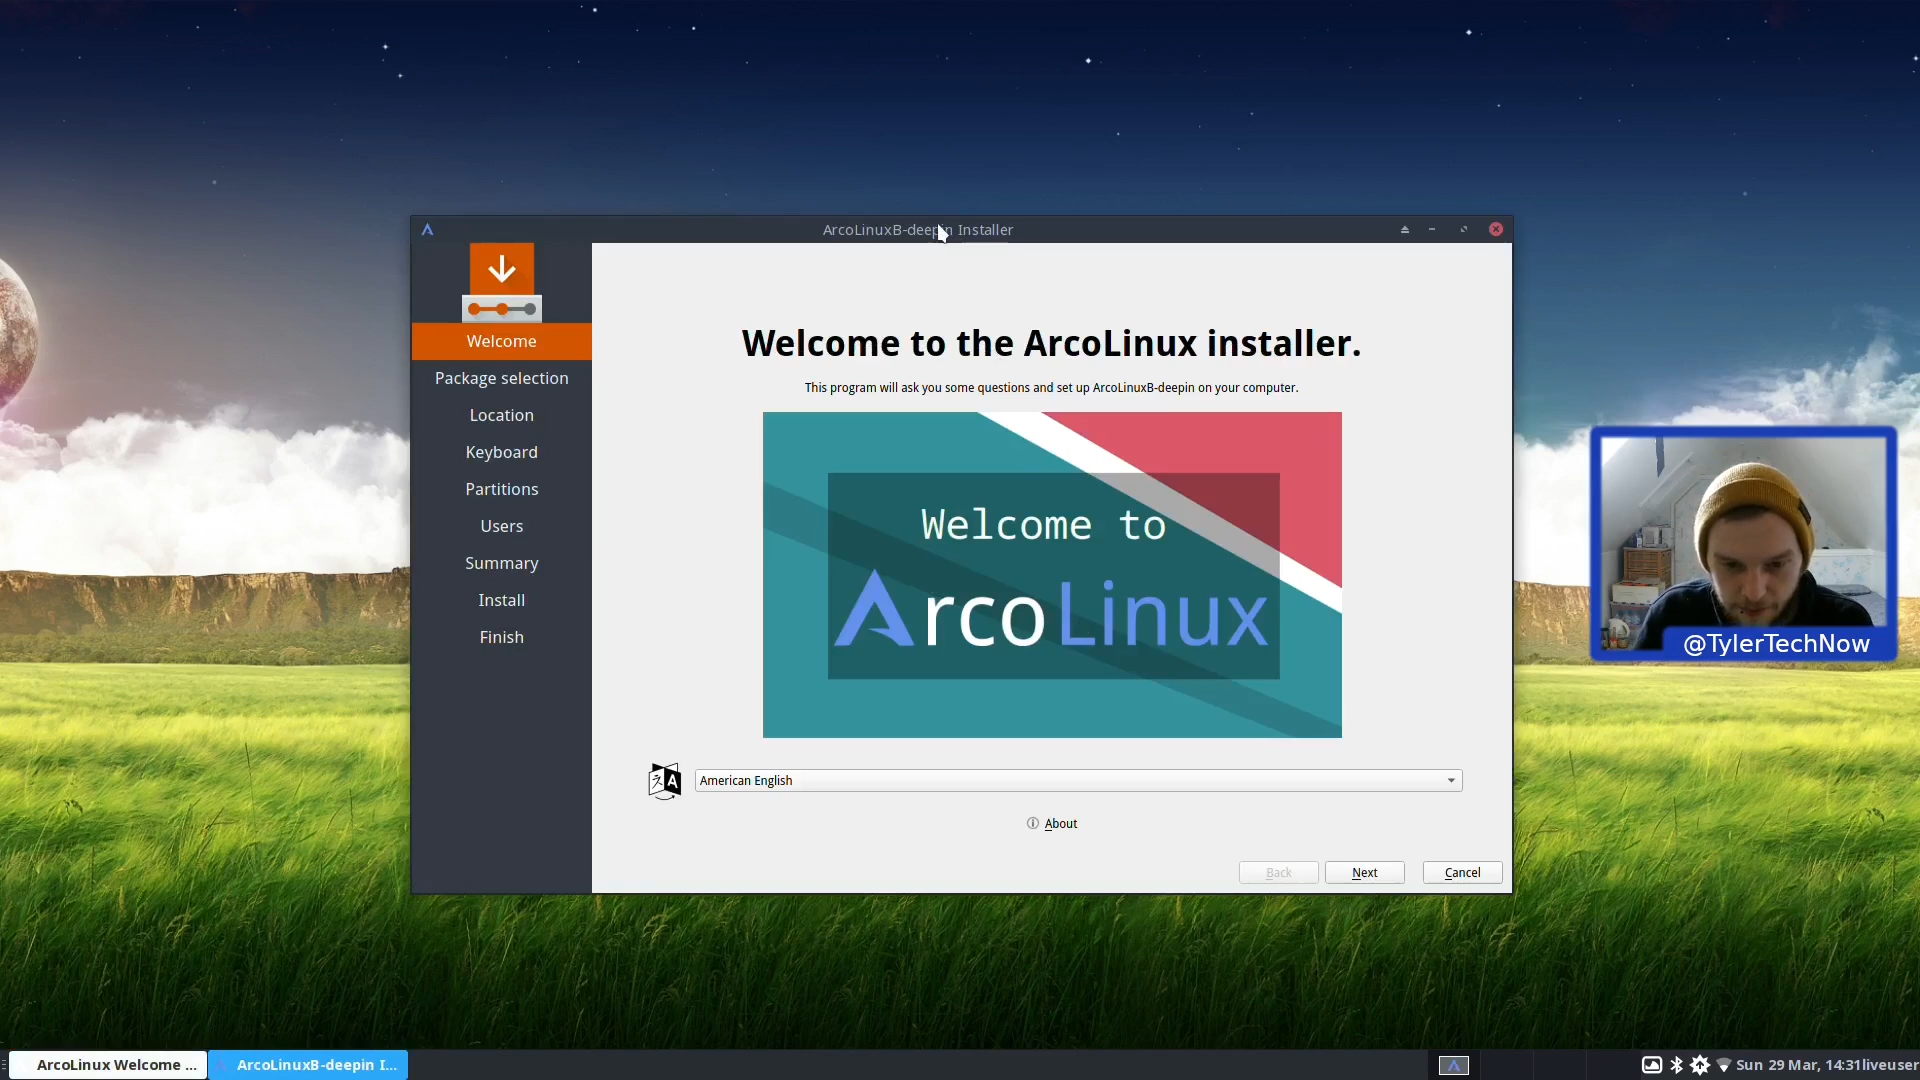 ArcoLinuxB-deepin Installer
Welcome
Package selection
Location
Keyboard
Partitions
Users
Summary
Install
Finish
Welcome to the ArcoLinux installer.
This program will ask you some questions and set up ArcoLinuxB-deepin on your computer.
Welcome to
ArcoLinux
American English
About
Back
Next
Cancel
@TylerTechNow
ArcoLinux Welcome ...
ArcoLinuxB-deepin I...
Sun 29 Mar, 14:31liveuser